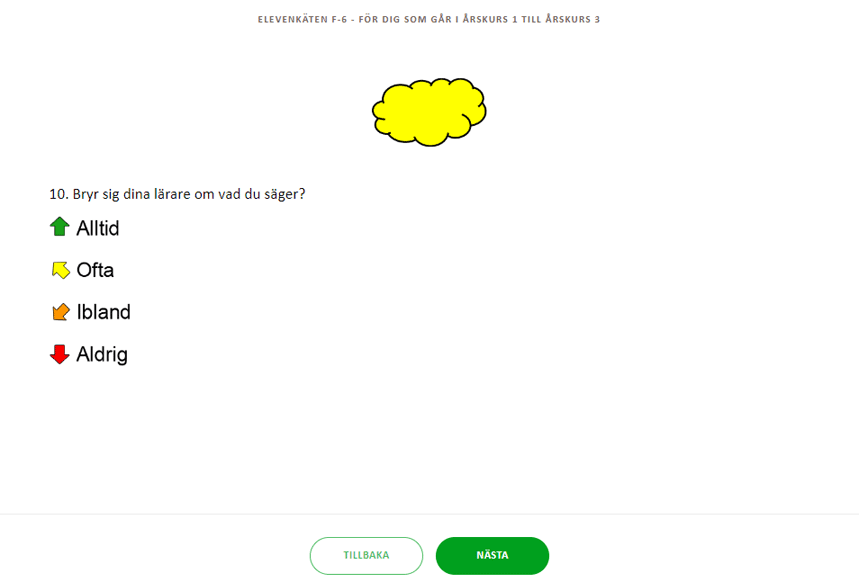 ELEVENKÄTEN F-6 - FÖR DIG SOM GÅR I ÅRSKURS 1 TILL ÅRSKURS 3
10. Bryr sig dina lärare om vad du säger?
Alltid
Ofta
Ibland
Aldrig
TILLBAKA
NÄSTA